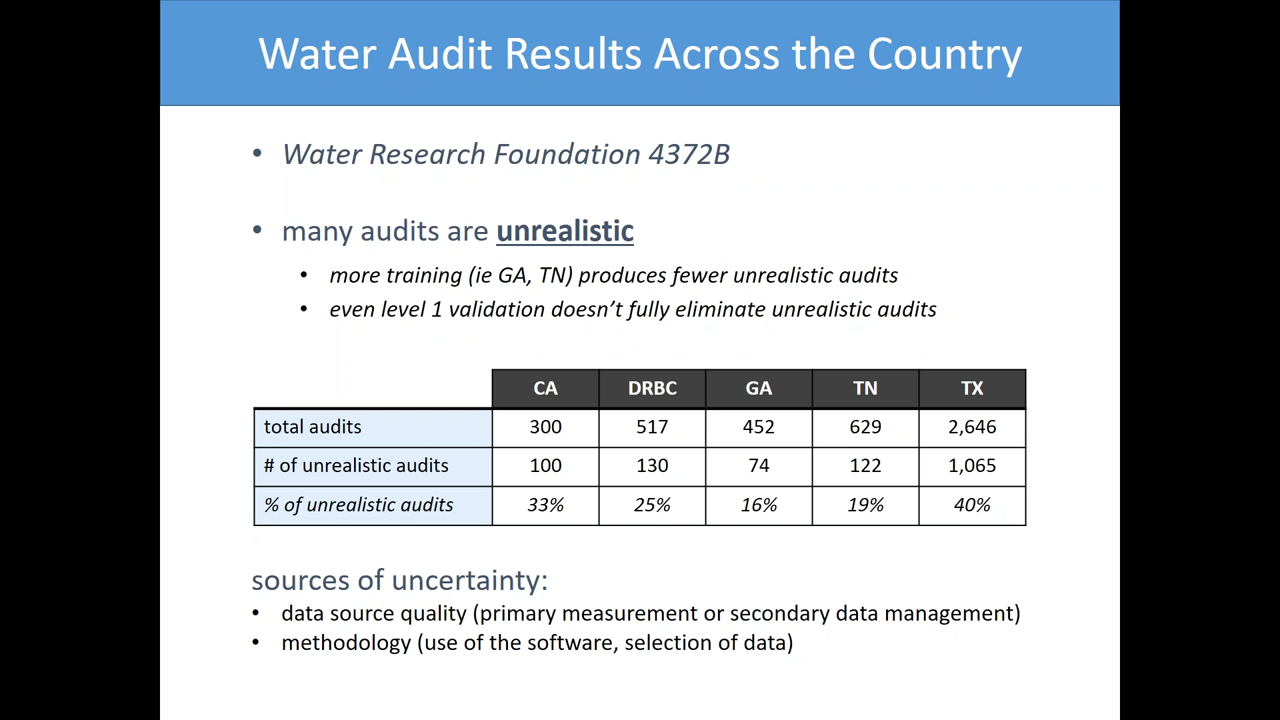 Water Audit Results Across the Country
• Water Research Foundation 4372B
• many audits are unrealistic
• more training (ie GA, TN) produces fewer unrealistic audits
• even level 1 validation doesn’t fully eliminate unrealistic audits
CA DRBC GA TN TX
total audits 300 517 452 629 2,646
# of unrealistic audits 100 130 74 122 1,065
% of unrealistic audits 33% 25% 16% 19% 40%
sources of uncertainty:
• data source quality (primary measurement or secondary data management)
• methodology (use of the software, selection of data)